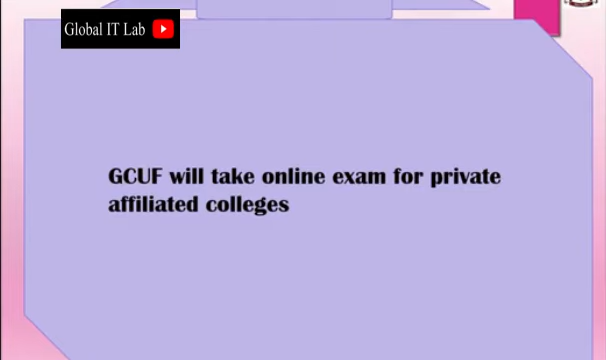 Global IT Lab
GCUF will take online exam for private
affiliated colleges